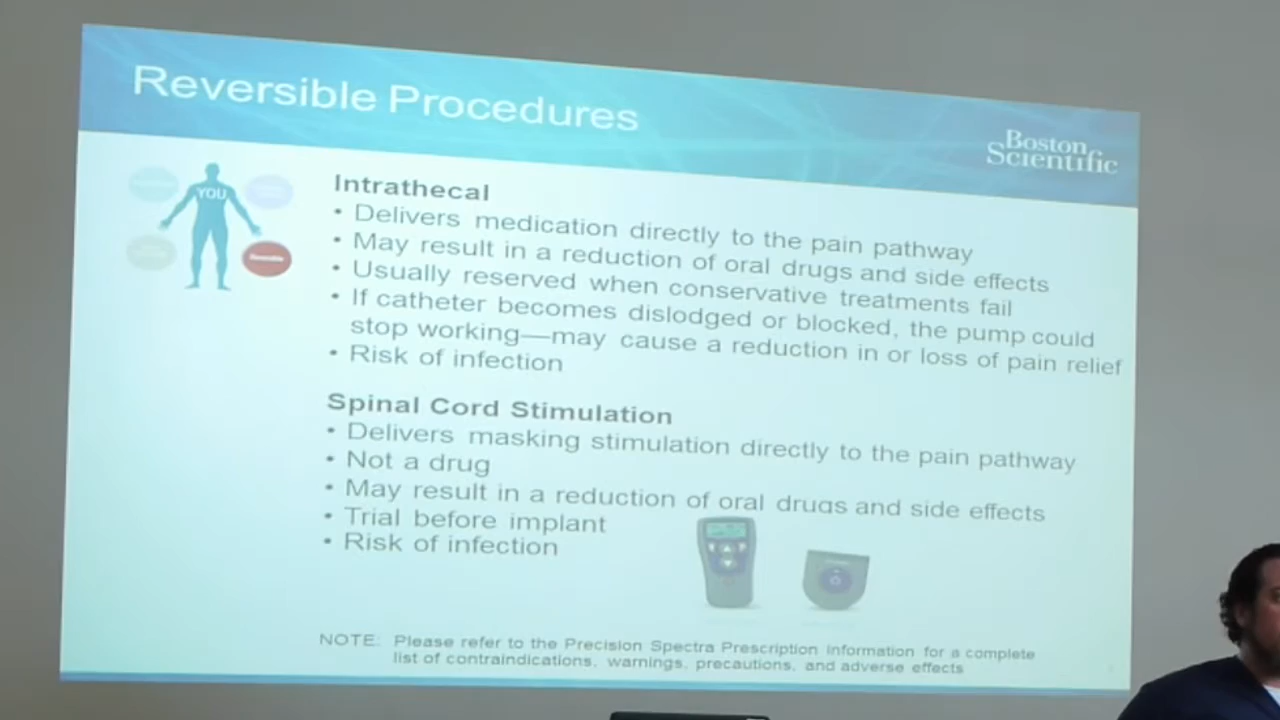 Reversible Procedures
Boston
Scientific
YOU
Intrathecal
• Delivers medication directly to the pain pathway
• May result in a reduction of oral drugs and side effects
• Usually reserved when conservative treatments fail
• If catheter becomes dislodged or blocked, the pump could
stop working—may cause a reduction in or loss of pain relief
• Risk of infection
Spinal Cord Stimulation
• Delivers masking stimulation directly to the pain pathway
• Not a drug
• May result in a reduction of oral drugs and side effects
• Trial before implant
• Risk of infection
NOTE: Please refer to the Precision Spectra Prescription Information for a complete
list of contraindications, warnings, precautions, and adverse effects